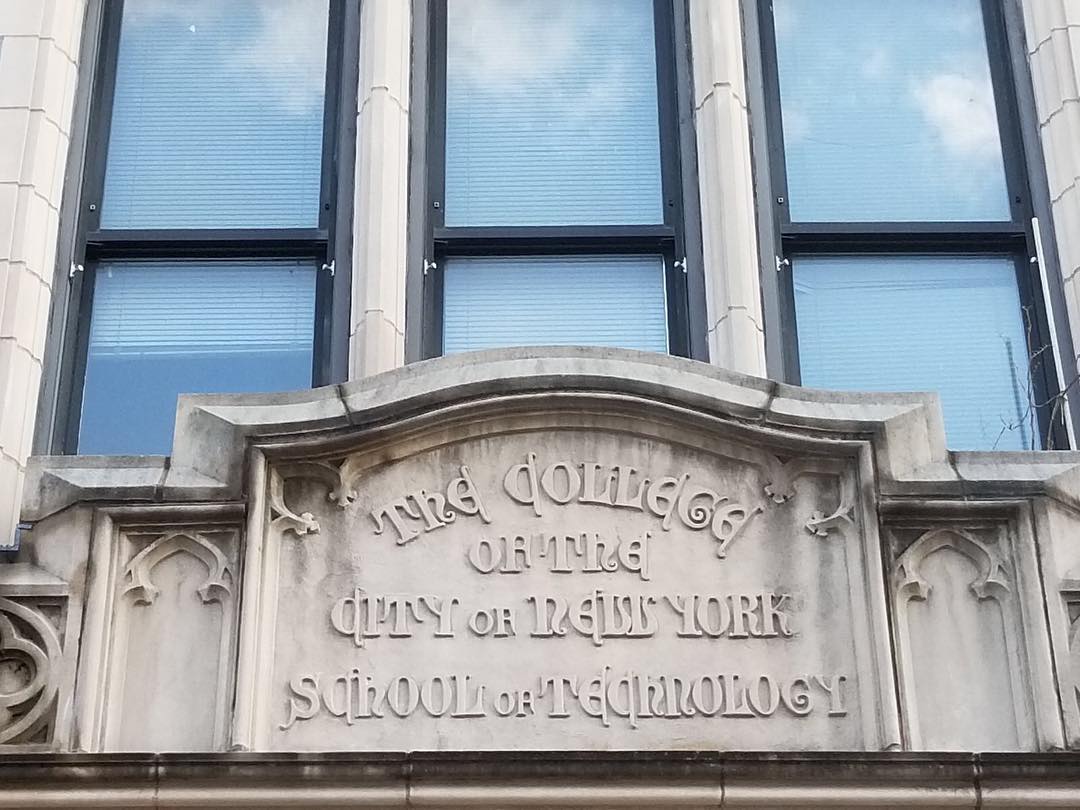 The COLLEGE
OF The
CITY OF NEW YORK
SChOOL OF TEChNOLOGY